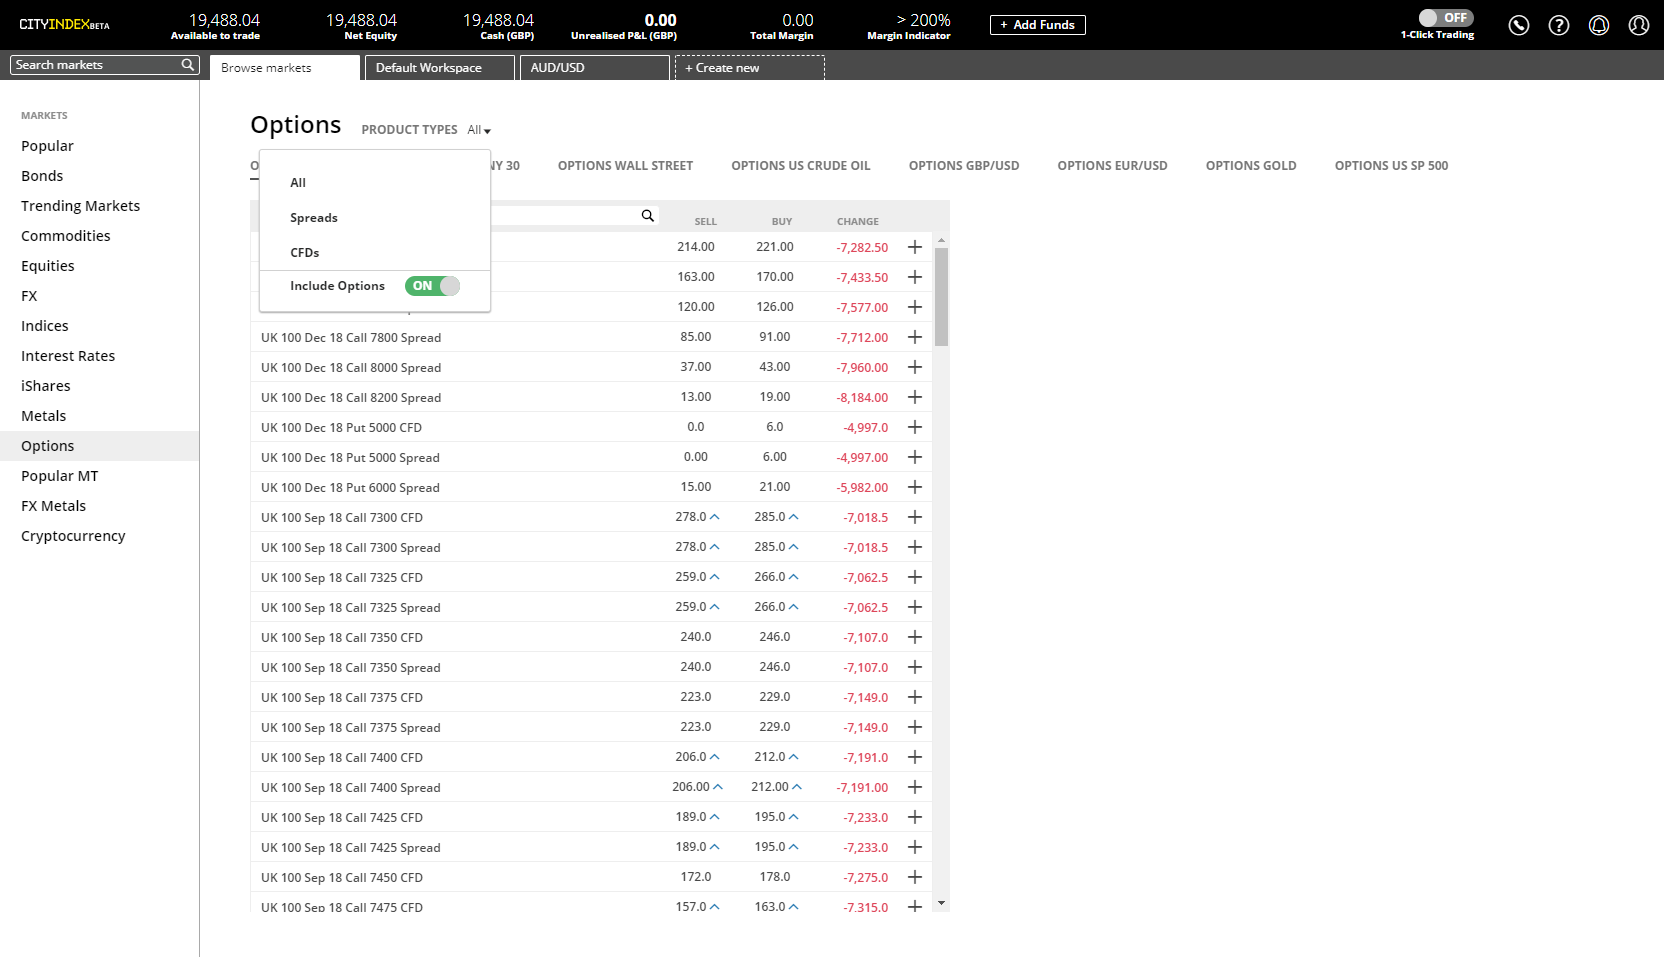 CITYINDEXBETA
19,488.04
Available to trade
19,488.04
Net Equity
19,488.04
Cash (GBP)
0.00
Unrealised P&L (GBP)
0.00
Total Margin
> 200%
Margin Indicator
+ Add Funds
OFF
1-Click Trading
Search markets
Browse markets
Default Workspace
AUD/USD
+ Create new
MARKETS
Popular
Bonds
Trending Markets
Commodities
Equities
FX
Indices
Interest Rates
iShares
Metals
Options
Popular MT
FX Metals
Cryptocurrency
Options PRODUCT TYPES All
O NY 30 OPTIONS WALL STREET OPTIONS US CRUDE OIL OPTIONS GBP/USD OPTIONS EUR/USD OPTIONS GOLD OPTIONS US SP 500
All
Spreads
CFDs
Include Options ON
SELL BUY CHANGE
214.00 221.00 -7,282.50 +
163.00 170.00 -7,433.50 +
120.00 126.00 -7,577.00 +
UK 100 Dec 18 Call 7800 Spread 85.00 91.00 -7,712.00 +
UK 100 Dec 18 Call 8000 Spread 37.00 43.00 -7,960.00 +
UK 100 Dec 18 Call 8200 Spread 13.00 19.00 -8,184.00 +
UK 100 Dec 18 Put 5000 CFD 0.0 6.0 -4,997.0 +
UK 100 Dec 18 Put 5000 Spread 0.00 6.00 -4,997.00 +
UK 100 Dec 18 Put 6000 Spread 15.00 21.00 -5,982.00 +
UK 100 Sep 18 Call 7300 CFD 278.0 285.0 -7,018.5 +
UK 100 Sep 18 Call 7300 Spread 278.0 285.0 -7,018.5 +
UK 100 Sep 18 Call 7325 CFD 259.0 266.0 -7,062.5 +
UK 100 Sep 18 Call 7325 Spread 259.0 266.0 -7,062.5 +
UK 100 Sep 18 Call 7350 CFD 240.0 246.0 -7,107.0 +
UK 100 Sep 18 Call 7350 Spread 240.0 246.0 -7,107.0 +
UK 100 Sep 18 Call 7375 CFD 223.0 229.0 -7,149.0 +
UK 100 Sep 18 Call 7375 Spread 223.0 229.0 -7,149.0 +
UK 100 Sep 18 Call 7400 CFD 206.0 212.0 -7,191.0 +
UK 100 Sep 18 Call 7400 Spread 206.00 212.00 -7,191.00 +
UK 100 Sep 18 Call 7425 CFD 189.0 195.0 -7,233.0 +
UK 100 Sep 18 Call 7425 Spread 189.0 195.0 -7,233.0 +
UK 100 Sep 18 Call 7450 CFD 172.0 178.0 -7,275.0 +
UK 100 Sep 18 Call 7475 CFD 157.0 163.0 -7,315.0 +